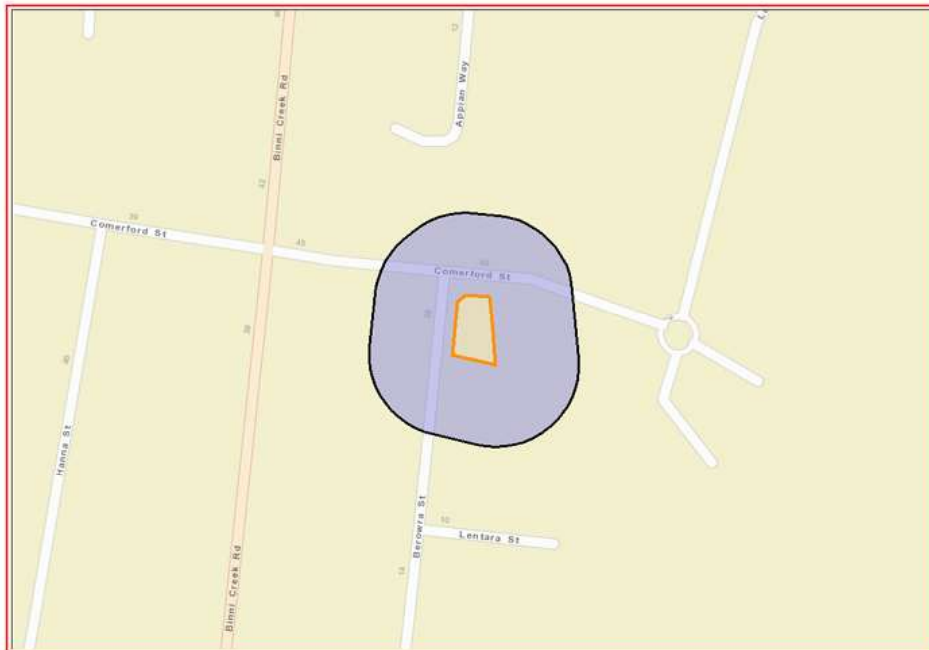 Appian Way
Binni Creek Rd
Comerford St
Comerford St
Hanna St
Berowra St
Lentara St
Binni Creek Rd